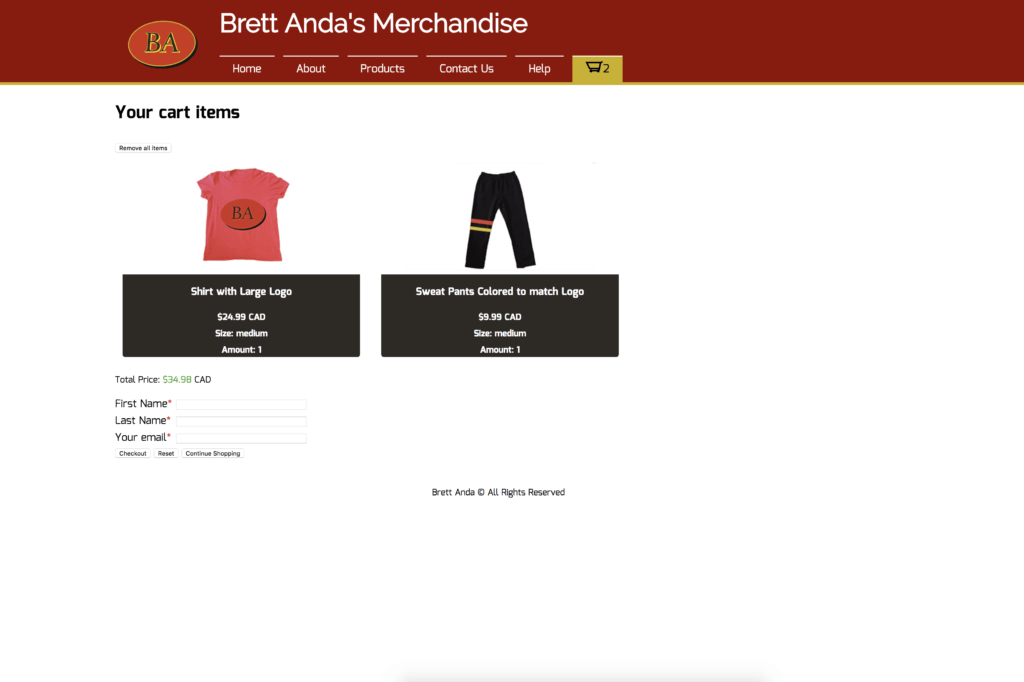 Brett Anda's Merchandise
BA
Home About Products Contact Us Help 2
Your cart items
Remove all items
BA
Shirt with Large Logo
$24.99 CAD
Size: medium
Amount: 1
Sweat Pants Colored to match Logo
$9.99 CAD
Size: medium
Amount: 1
Total Price: $34.98 CAD
First Name*
Last Name*
Your email*
Checkout Reset Continue Shopping
Brett Anda © All Rights Reserved